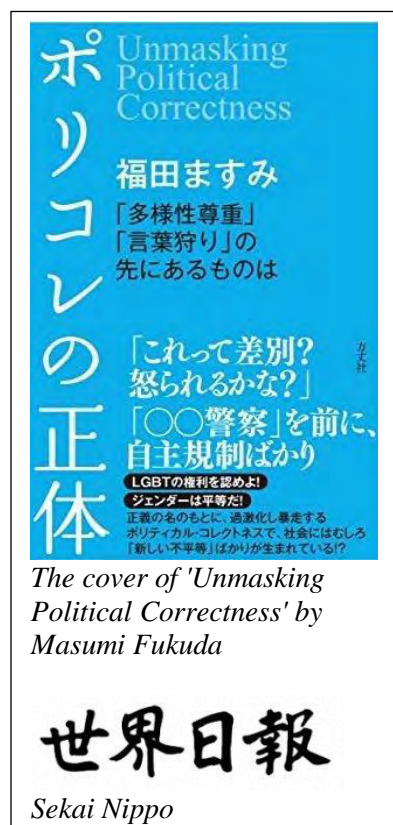 ポリコレの正体
Unmasking
Political
Correctness
福田ますみ
「多様性尊重」
「言葉狩り」の
先にあるものは
「これって差別?
怒られるかな?」
「○○警察」を前に、
自主規制ばかり
方丈社
LGBTの権利を認めよ!
ジェンダーは平等だ!
正義の名のもとに、過激化し暴走する
ポリティカル・コレクトネスで、社会にはむしろ
「新しい不平等」ばかりが生まれている!?
The cover of 'Unmasking
Political Correctness' by
Masumi Fukuda
世界日報
Sekai Nippo